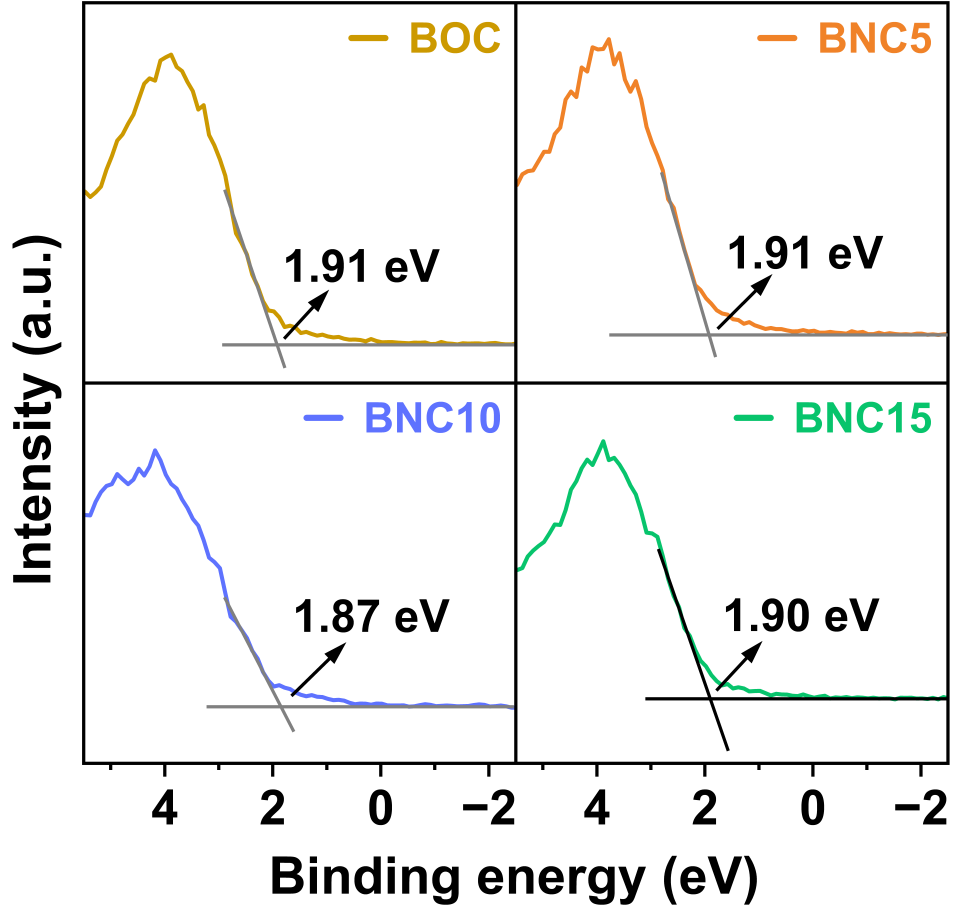 BOC
BNC5
1.91 eV
1.91 eV
BNC10
BNC15
1.87 eV
1.90 eV
Intensity (a.u.)
4 2 0 −2 4 2 0 −2
Binding energy (eV)